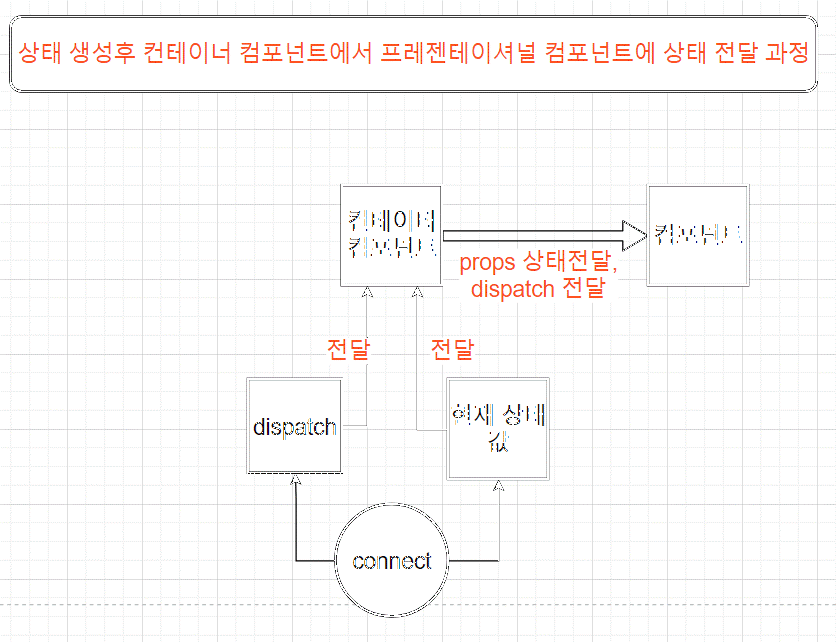 상태 생성후 컨테이너 컴포넌트에서 프레젠테이셔널 컴포넌트에 상태 전달 과정
컨테이너
컴포넌트
컴포넌트
props 상태전달,
dispatch 전달
전달
전달
dispatch
현재 상태
값
connect